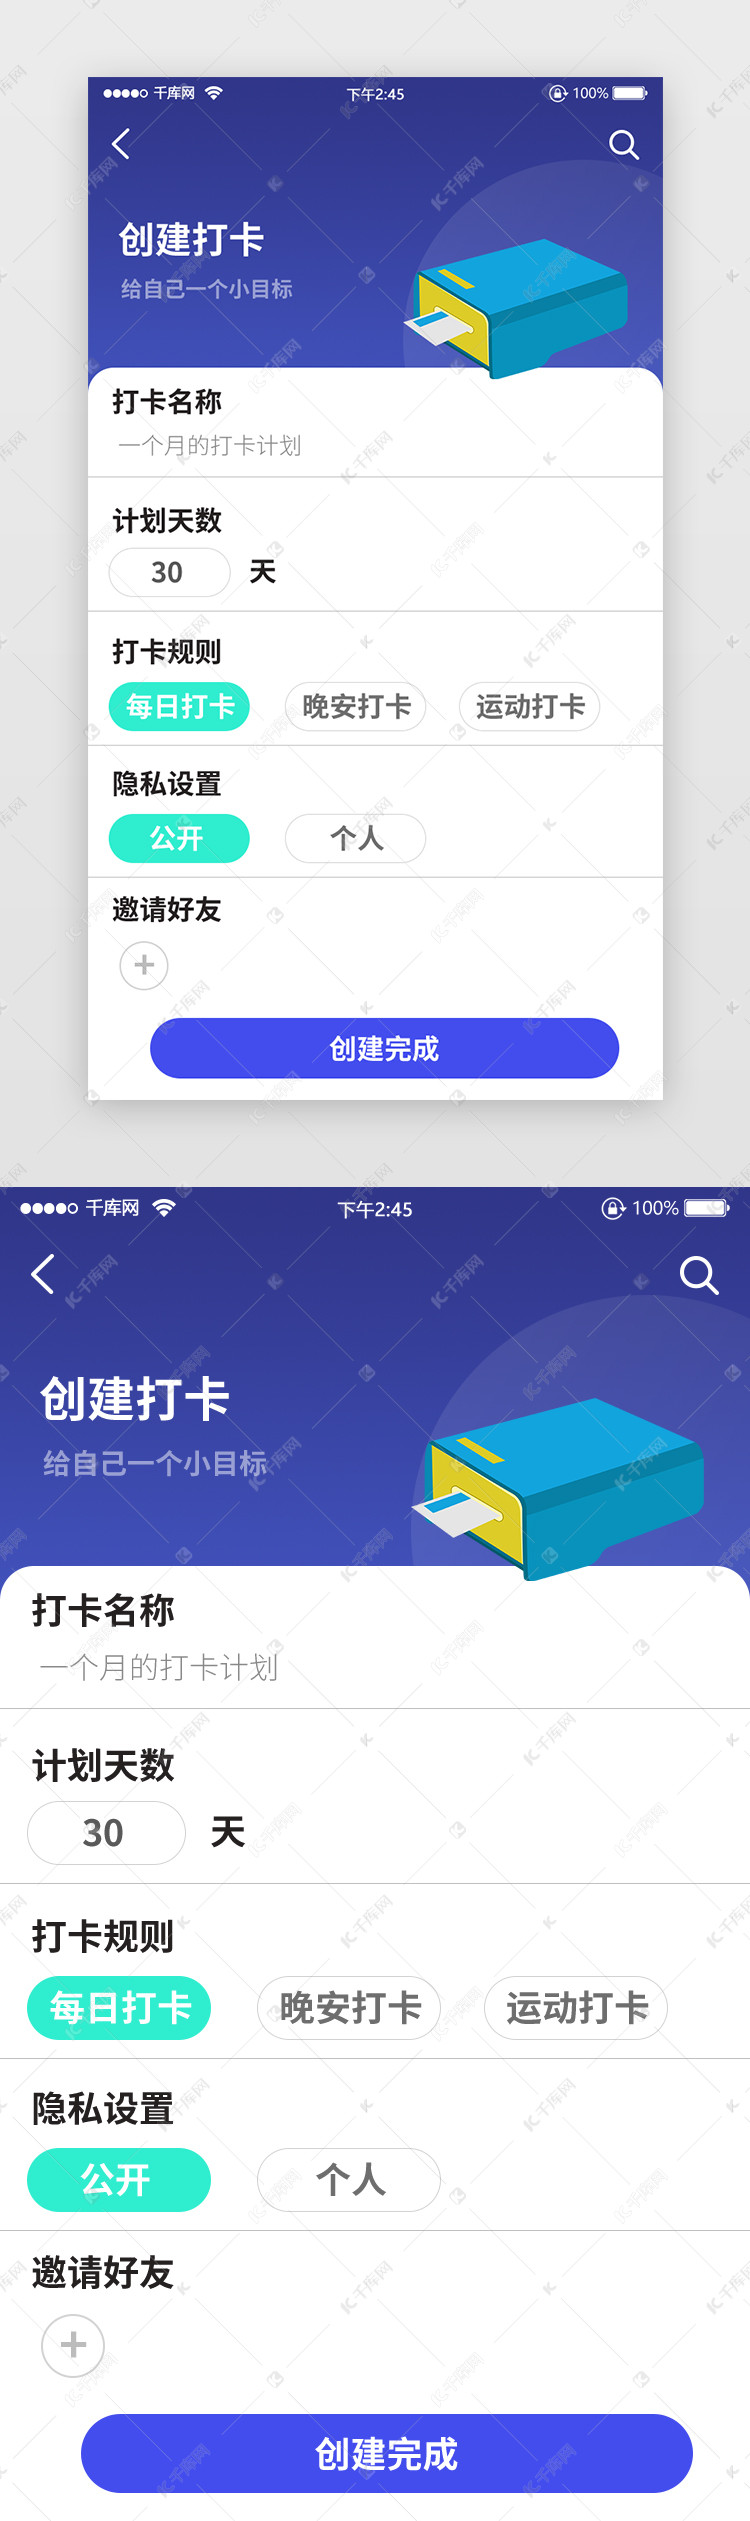 千库网 下午2:45 100%
创建打卡
给自己一个小目标
打卡名称
一个月的打卡计划
计划天数
30 天
打卡规则
每日打卡 晚安打卡 运动打卡
隐私设置
公开 个人
邀请好友
+
创建完成
千库网 下午2:45 100%
创建打卡
给自己一个小目标
打卡名称
一个月的打卡计划
计划天数
30 天
打卡规则
每日打卡 晚安打卡 运动打卡
隐私设置
公开 个人
邀请好友
+
创建完成